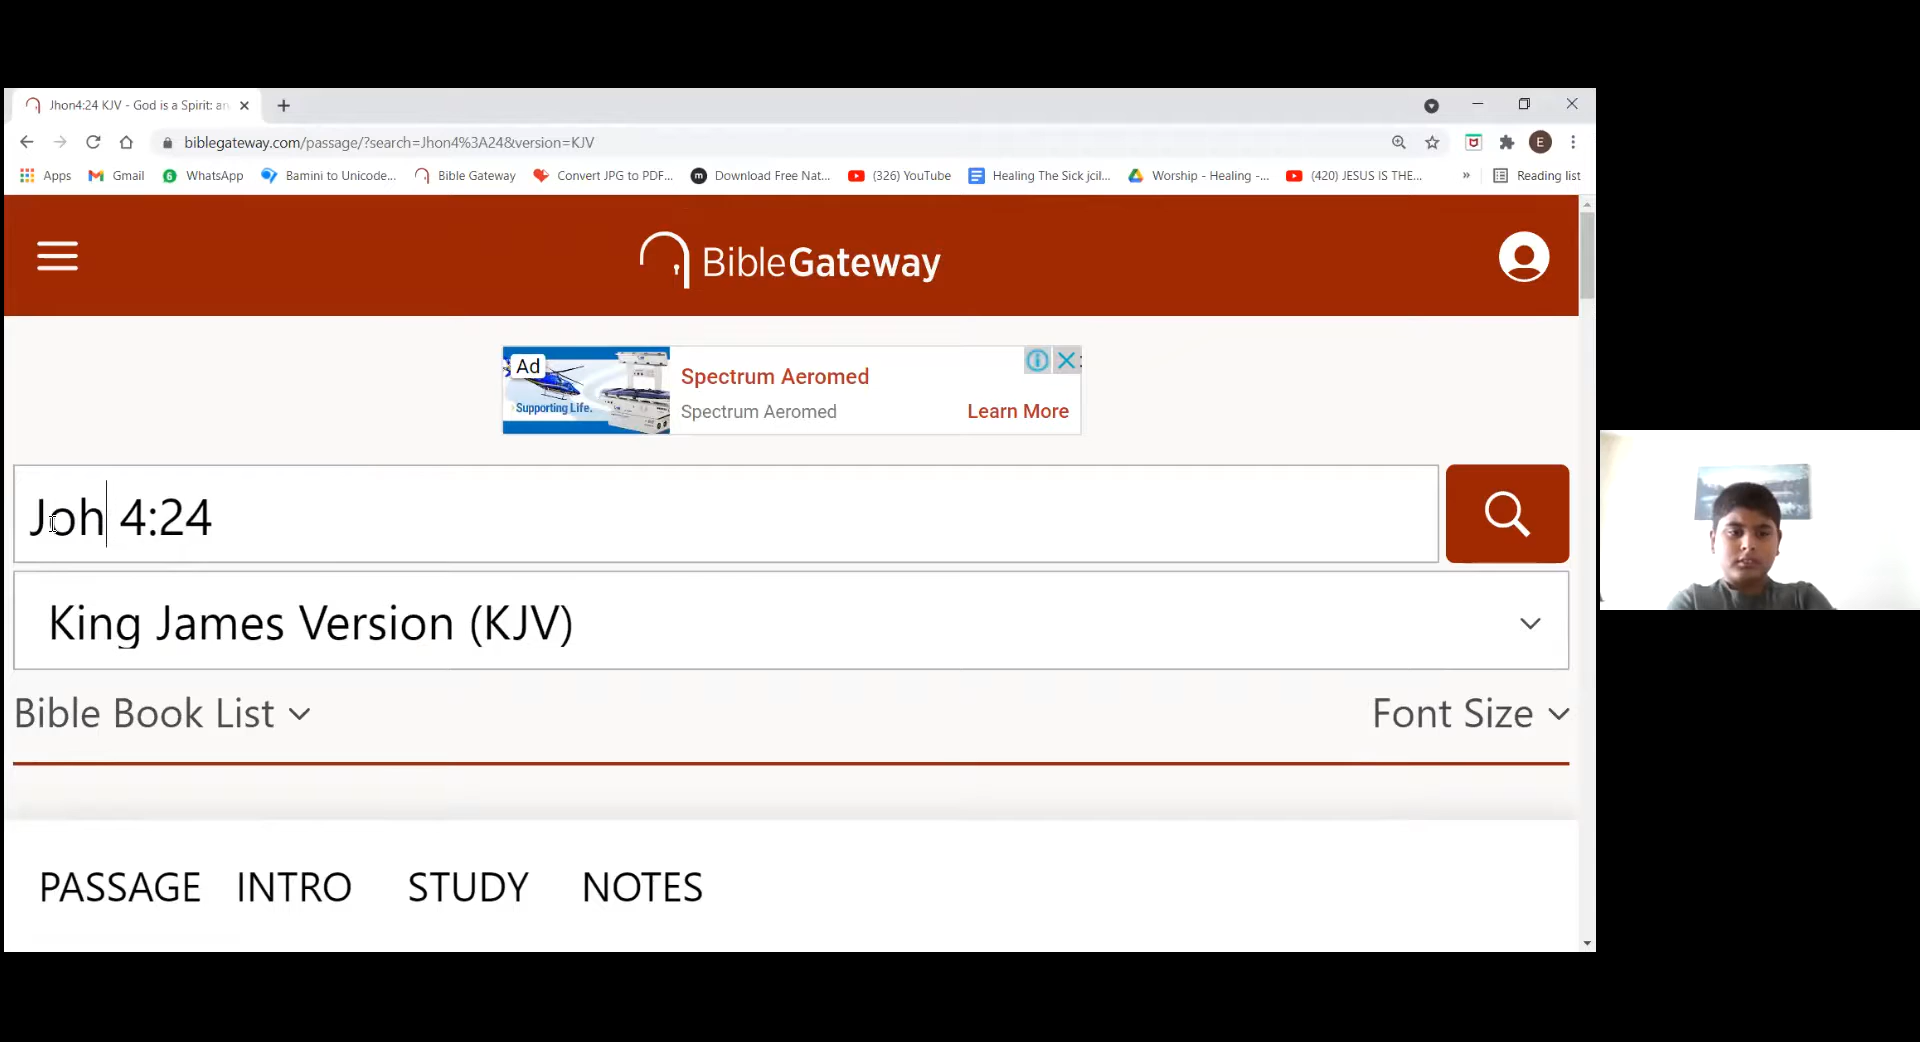 Jhon4:24 KJV - God is a Spirit: an
biblegateway.com/passage/?search=Jhon4%3A24&version=KJV
E
Apps Gmail WhatsApp Bamini to Unicode... Bible Gateway Convert JPG to PDF... Download Free Nat... (326) YouTube Healing The Sick jcil... Worship - Healing -... (420) JESUS IS THE... » Reading list
BibleGateway
Ad
Supporting Life.
Spectrum Aeromed
Spectrum Aeromed
Learn More
Joh 4:24
King James Version (KJV)
Bible Book List
Font Size
PASSAGE INTRO STUDY NOTES